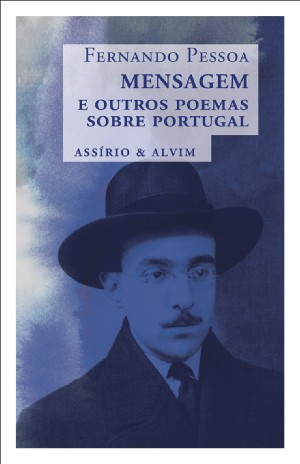 FERNANDO PESSOA
MENSAGEM
E OUTROS POEMAS
SOBRE PORTUGAL
ASSÍRIO & ALVIM